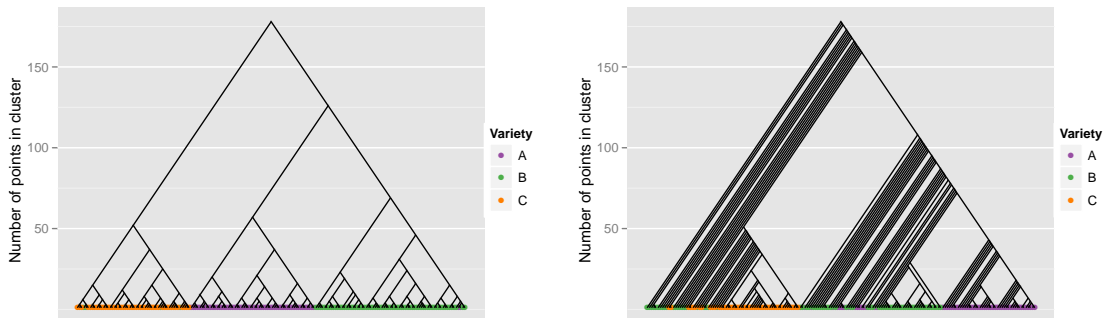 Number of points in cluster
150
100
50
Variety
A
B
C
Number of points in cluster
150
100
50
Variety
A
B
C